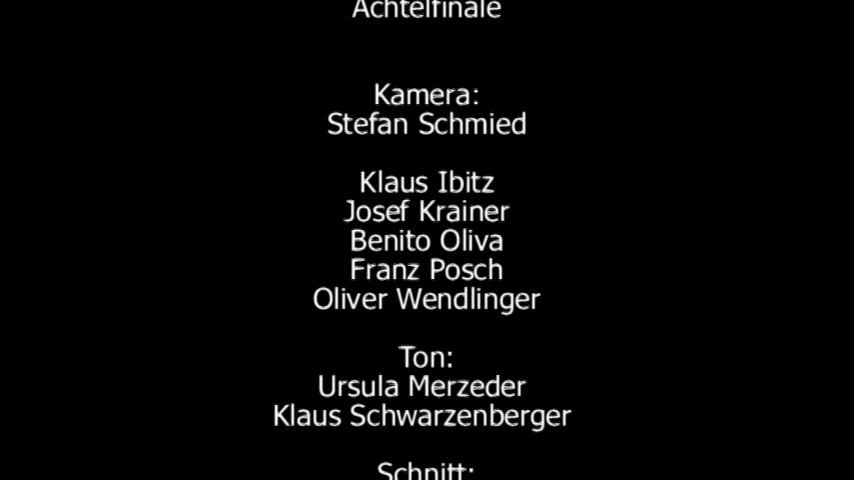 Achtelfinale
Kamera:
Stefan Schmied
Klaus Ibitz
Josef Krainer
Benito Oliva
Franz Posch
Oliver Wendlinger
Ton:
Ursula Merzeder
Klaus Schwarzenberger
Schnitt: